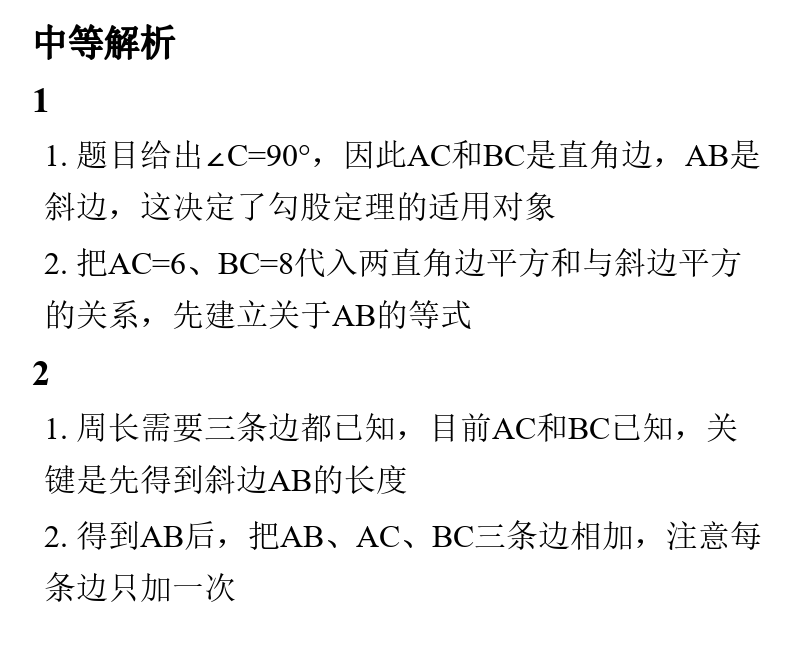 中等解析
1
1. 题目给出∠C=90°，因此AC和BC是直角边，AB是
斜边，这决定了勾股定理的适用对象
2. 把AC=6、BC=8代入两直角边平方和与斜边平方
的关系，先建立关于AB的等式
2
1. 周长需要三条边都已知，目前AC和BC已知，关
键是先得到斜边AB的长度
2. 得到AB后，把AB、AC、BC三条边相加，注意每
条边只加一次